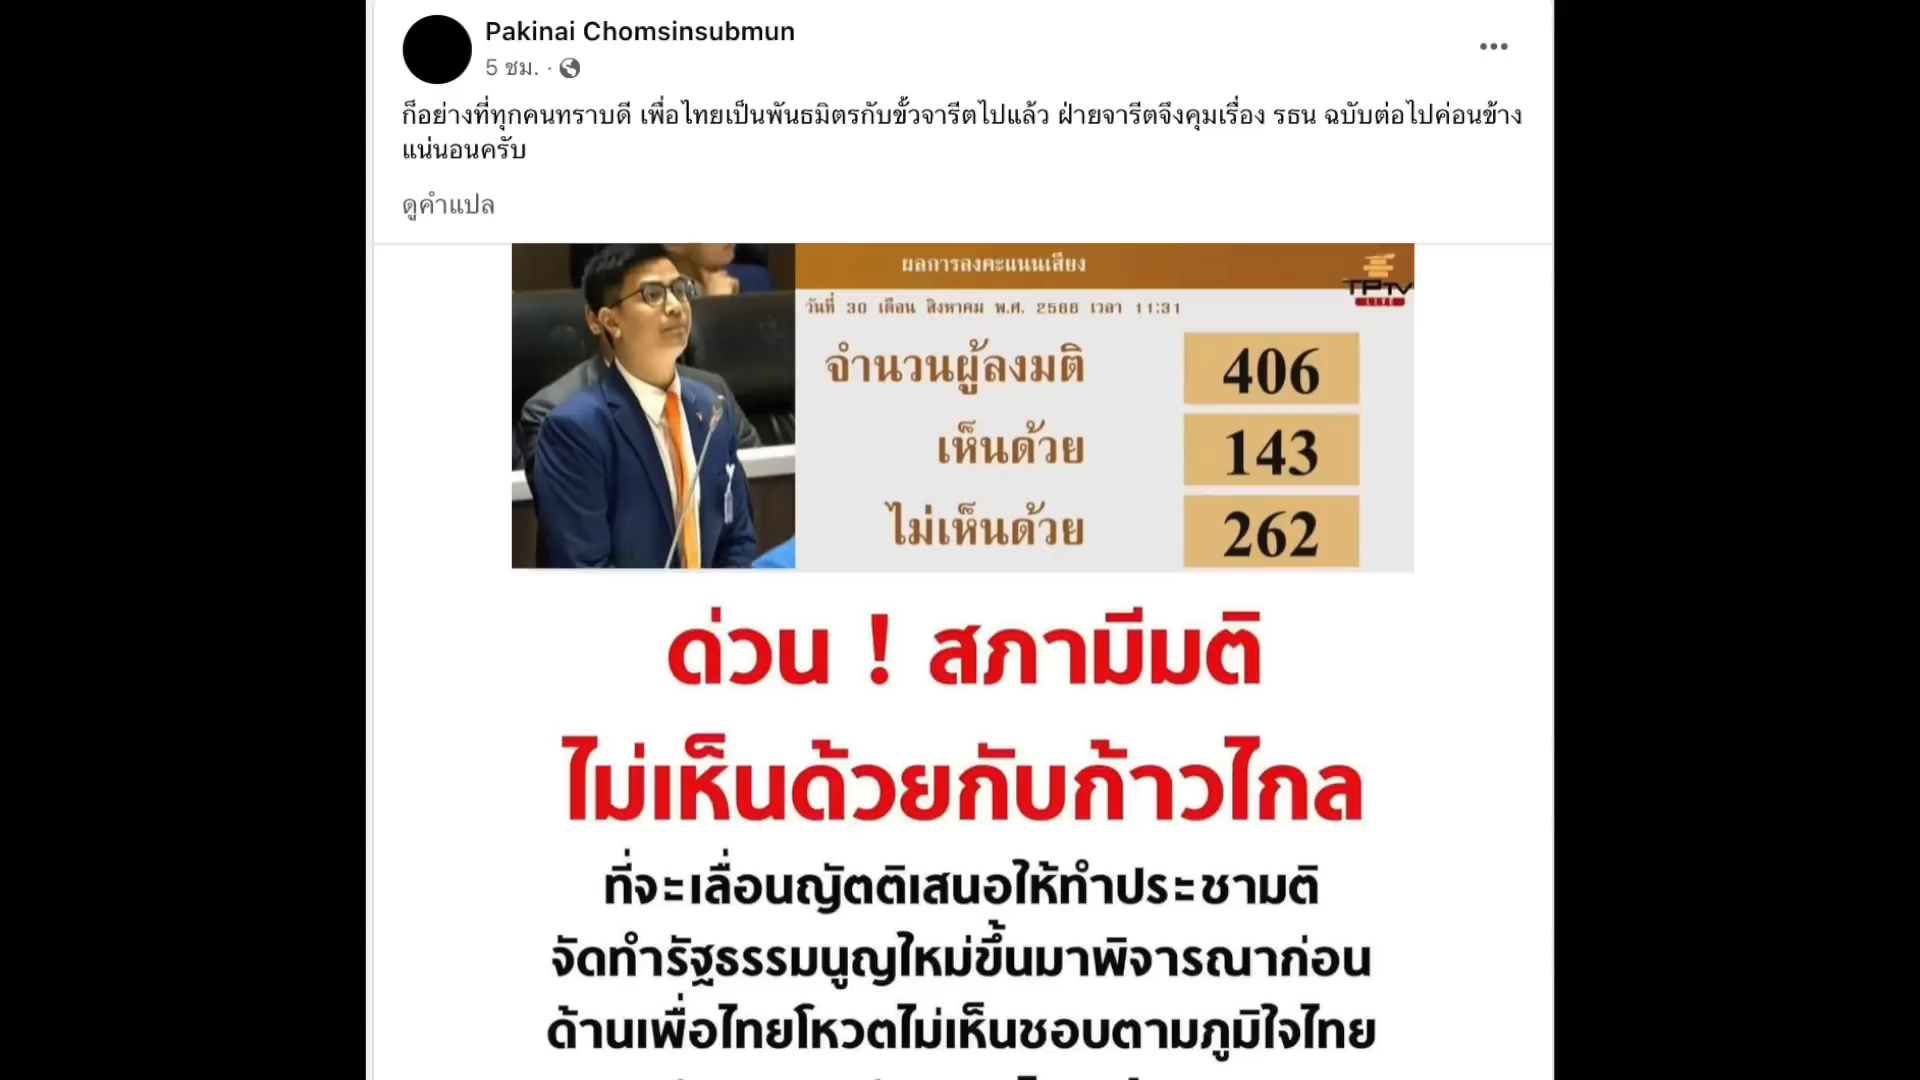 Pakinai Chomsinsubmun
5 ชม. ·
ก็อย่างที่ทุกคนทราบดี เพื่อไทยเป็นพันธมิตรกับขั้วจารีตไปแล้ว ฝ่ายจารีตจึงคุมเรื่อง รธน ฉบับต่อไปค่อนข้าง
แน่นอนครับ
ดูคำแปล
ผลการลงคะแนนเสียง
TPTV
LIVE
วันที่ 30 เดือน สิงหาคม พ.ศ. 2566 เวลา 11:31
จำนวนผู้ลงมติ 406
เห็นด้วย 143
ไม่เห็นด้วย 262
ด่วน ! สภามีมติ
ไม่เห็นด้วยกับก้าวไกล
ที่จะเลื่อนญัตติเสนอให้ทำประชามติ
จัดทำรัฐธรรมนูญใหม่ขึ้นมาพิจารณาก่อน
ด้านเพื่อไทยโหวตไม่เห็นชอบตามภูมิใจไทย